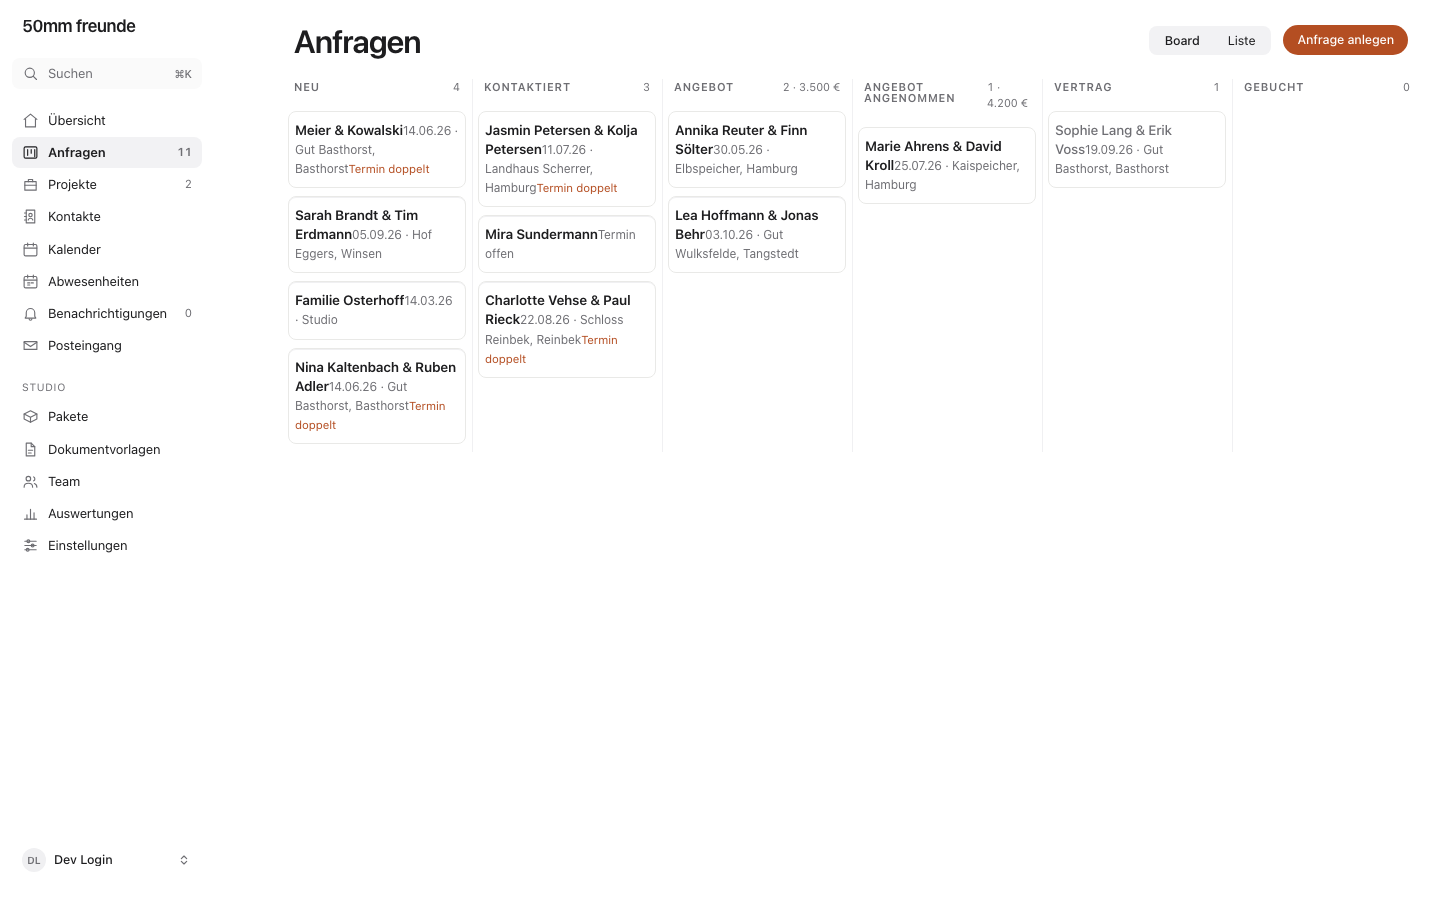 50mm freunde
Suchen ⌘K
Übersicht
Anfragen 11
Projekte 2
Kontakte
Kalender
Abwesenheiten
Benachrichtigungen 0
Posteingang
STUDIO
Pakete
Dokumentvorlagen
Team
Auswertungen
Einstellungen
DL Dev Login
Anfragen
Board Liste
Anfrage anlegen
NEU 4
Meier & Kowalski14.06.26 ·
Gut Basthorst,
BasthorstTermin doppelt
Sarah Brandt & Tim
Erdmann05.09.26 · Hof
Eggers, Winsen
Familie Osterhoff14.03.26
· Studio
Nina Kaltenbach & Ruben
Adler14.06.26 · Gut
Basthorst, BasthorstTermin
doppelt
KONTAKTIERT 3
Jasmin Petersen & Kolja
Petersen11.07.26 ·
Landhaus Scherrer,
HamburgTermin doppelt
Mira SundermannTermin
offen
Charlotte Vehse & Paul
Rieck22.08.26 · Schloss
Reinbek, ReinbekTermin
doppelt
ANGEBOT 2 · 3.500 €
Annika Reuter & Finn
Sölter30.05.26 ·
Elbspeicher, Hamburg
Lea Hoffmann & Jonas
Behr03.10.26 · Gut
Wulksfelde, Tangstedt
ANGEBOT 1 ·
ANGENOMMEN 4.200 €
Marie Ahrens & David
Kroll25.07.26 · Kaispeicher,
Hamburg
VERTRAG 1
Sophie Lang & Erik
Voss19.09.26 · Gut
Basthorst, Basthorst
GEBUCHT 0